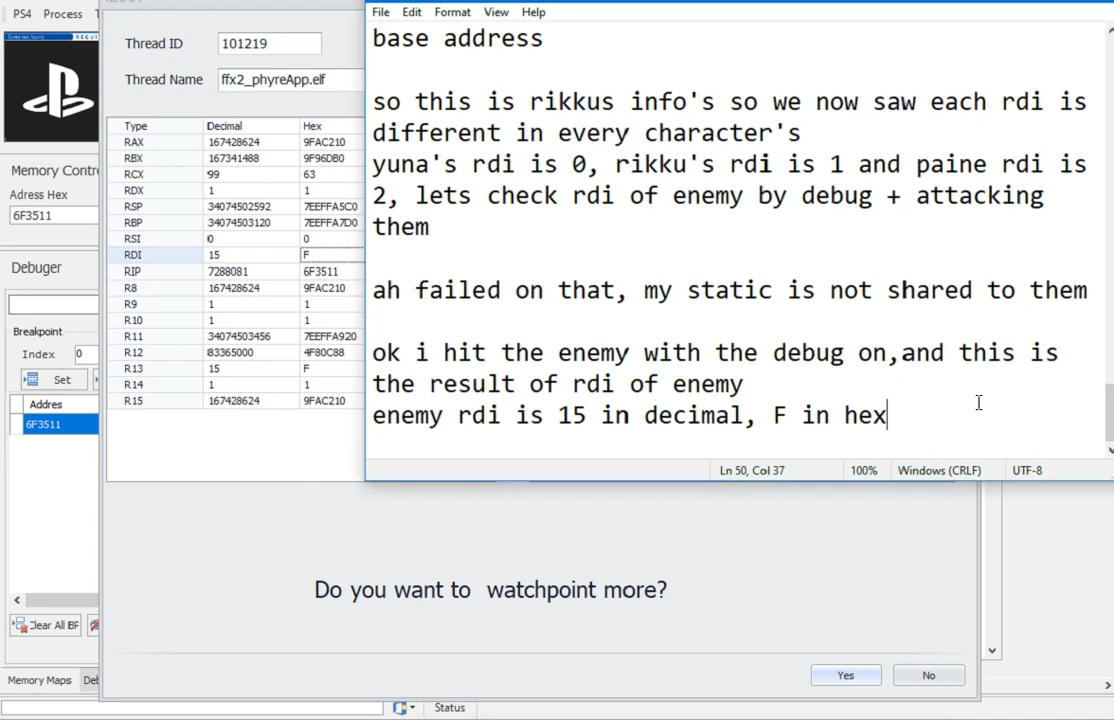 PS4 Process
File Edit Format View Help
base address
so this is rikkus info's so we now saw each rdi is
different in every character's
yuna's rdi is 0, rikku's rdi is 1 and paine rdi is
2, lets check rdi of enemy by debug + attacking
them
ah failed on that, my static is not shared to them
ok i hit the enemy with the debug on,and this is
the result of rdi of enemy
enemy rdi is 15 in decimal, F in hex
Ln 50, Col 37 100% Windows (CRLF) UTF-8
Thread ID 101219
Thread Name ffx2_phyreApp.elf
Type Decimal Hex
RAX 167428624 9FAC210
RBX 167341488 9F96DB0
RCX 99 63
RDX 1 1
RSP 34074502592 7EEFFA5C0
RBP 34074503120 7EEFFA7D0
RSI 0 0
RDI 15 F
RIP 7288081 6F3511
R8 167428624 9FAC210
R9 1 1
R10 1 1
R11 34074503456 7EEFFA920
R12 83365000 4F80C88
R13 15 F
R14 1 1
R15 167428624 9FAC210
Memory Contro
Adress Hex
6F3511
Debuger
Breakpoint
Index 0
Set
Addres
6F3511
Clear All BF
Memory Maps Deb
Do you want to watchpoint more?
Yes No
Status